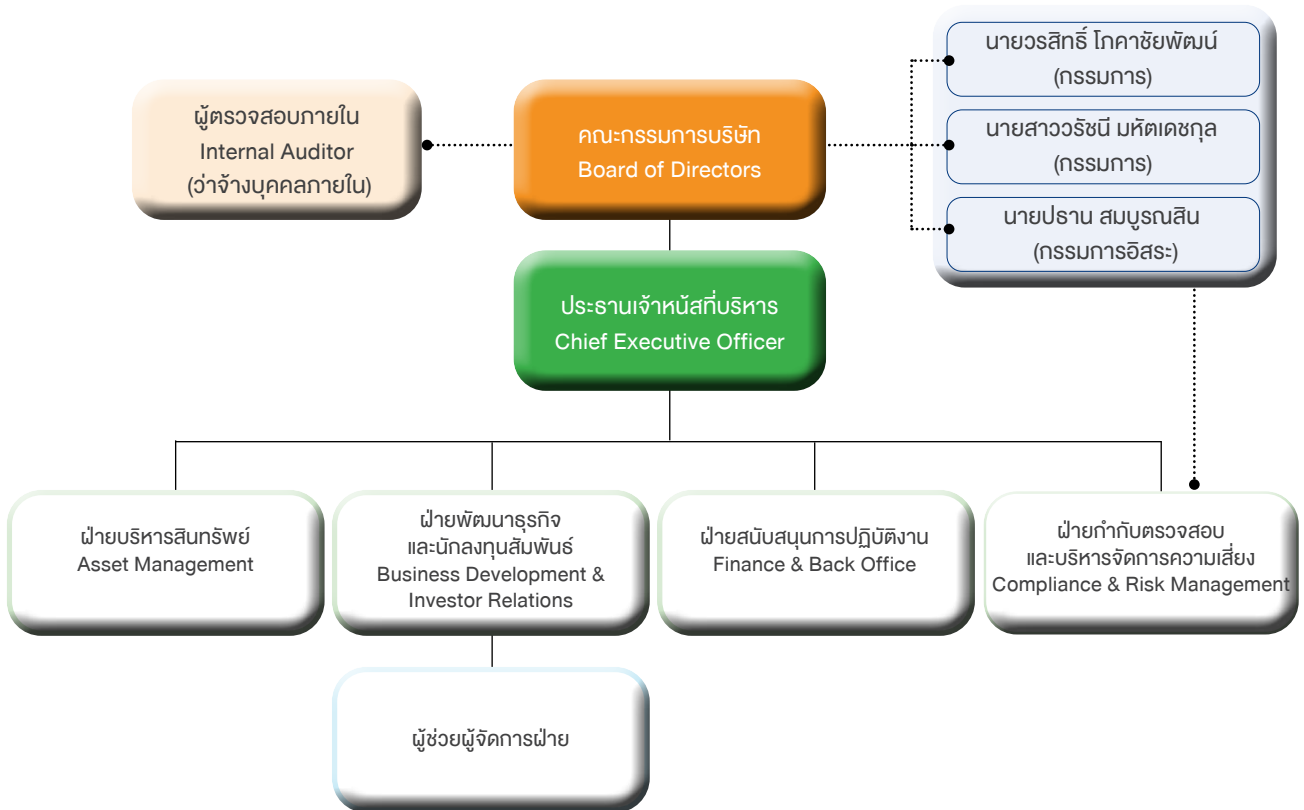 นายวรสิทธิ์ โภคาชัยพัฒน์
(กรรมการ)
นายสาววรัชนี มหัตเดชกุล
(กรรมการ)
นายปธาน สมบูรณสิน
(กรรมการอิสระ)
ผู้ตรวจสอบภายใน
Internal Auditor
(ว่าจ้างบุคคลภายใน)
คณะกรรมการบริษัท
Board of Directors
ประธานเจ้าหน้สที่บริหาร
Chief Executive Officer
ฝ่ายบริหารสินทรัพย์
Asset Management
ฝ่ายพัฒนาธุรกิจ
และนักลงทุนสัมพันธ์
Business Development &
Investor Relations
ฝ่ายสนับสนุนการปฏิบัติงาน
Finance & Back Office
ฝ่ายกำกับตรวจสอบ
และบริหารจัดการความเสี่ยง
Compliance & Risk Management
ผู้ช่วยผู้จัดการฝ่าย